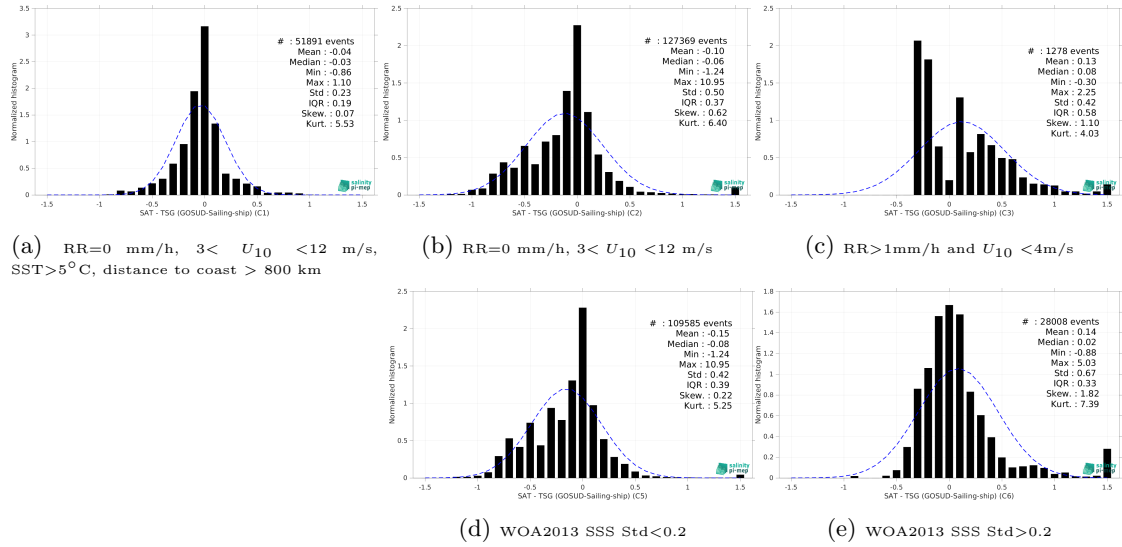 3.5
3
2.5
2
1.5
1
0.5
0
Normalized histogram
# : 51891 events
Mean : -0.04
Median : -0.03
Min : -0.86
Max : 1.10
Std : 0.23
IQR : 0.19
Skew. : 0.07
Kurt. : 5.53
salinity
pi-mep
-1.5 -1 -0.5 0 0.5 1 1.5
SAT - TSG (GOSUD-Sailing-ship) (C1)
(a) RR=0 mm/h, 3< U10 <12 m/s,
SST>5°C, distance to coast > 800 km
2.5
2
1.5
1
0.5
0
Normalized histogram
# : 127369 events
Mean : -0.10
Median : -0.06
Min : -1.24
Max : 10.95
Std : 0.50
IQR : 0.37
Skew. : 0.62
Kurt. : 6.40
salinity
pi-mep
-1.5 -1 -0.5 0 0.5 1 1.5
SAT - TSG (GOSUD-Sailing-ship) (C2)
(b) RR=0 mm/h, 3< U10 <12 m/s
2.5
2
1.5
1
0.5
0
Normalized histogram
# : 1278 events
Mean : 0.13
Median : 0.08
Min : -0.30
Max : 2.25
Std : 0.42
IQR : 0.58
Skew. : 1.10
Kurt. : 4.03
salinity
pi-mep
-1.5 -1 -0.5 0 0.5 1 1.5
SAT - TSG (GOSUD-Sailing-ship) (C3)
(c) RR>1mm/h and U10 <4m/s
2.5
2
1.5
1
0.5
0
Normalized histogram
# : 109585 events
Mean : -0.15
Median : -0.08
Min : -1.24
Max : 10.95
Std : 0.42
IQR : 0.39
Skew. : 0.22
Kurt. : 5.25
salinity
pi-mep
-1.5 -1 -0.5 0 0.5 1 1.5
SAT - TSG (GOSUD-Sailing-ship) (C5)
(d) WOA2013 SSS Std<0.2
1.8
1.6
1.4
1.2
1
0.8
0.6
0.4
0.2
0
Normalized histogram
# : 28008 events
Mean : 0.14
Median : 0.02
Min : -0.88
Max : 5.03
Std : 0.67
IQR : 0.33
Skew. : 1.82
Kurt. : 7.39
salinity
pi-mep
-1.5 -1 -0.5 0 0.5 1 1.5
SAT - TSG (GOSUD-Sailing-ship) (C6)
(e) WOA2013 SSS Std>0.2